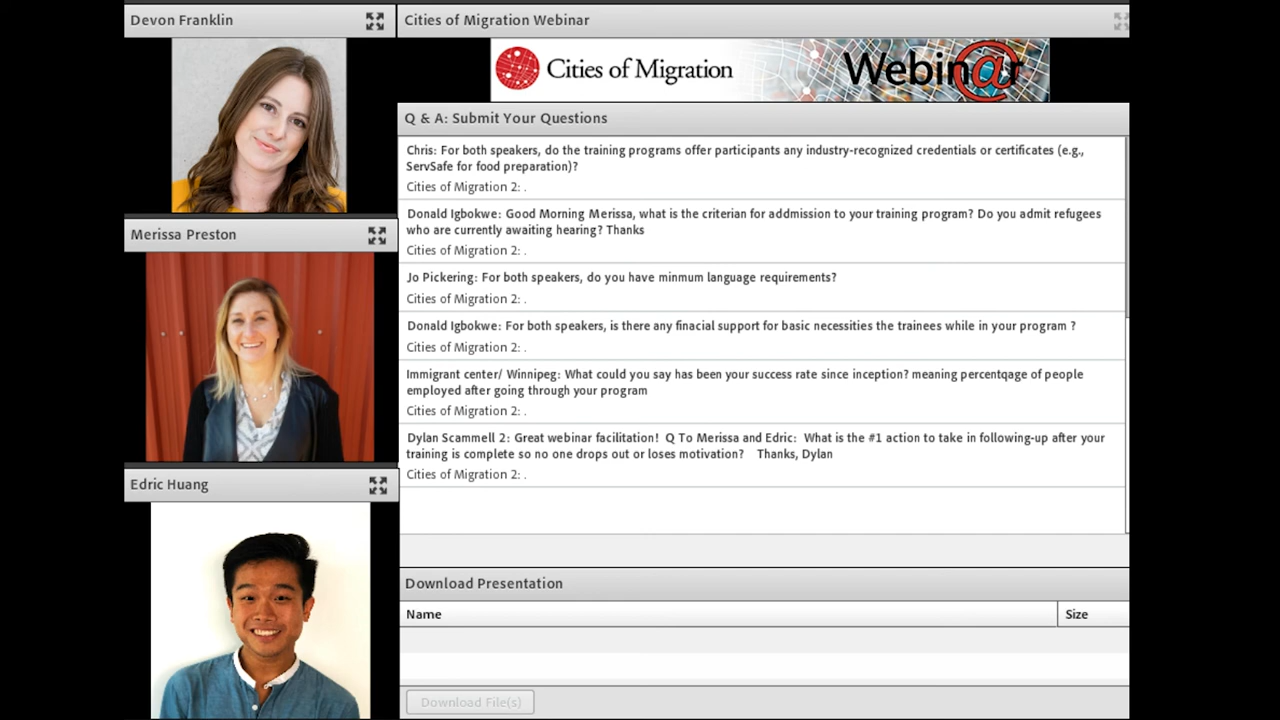 Devon Franklin
Cities of Migration Webinar
Cities of Migration
Webin@r
Q & A: Submit Your Questions
Chris: For both speakers, do the training programs offer participants any industry-recognized credentials or certificates (e.g.,
ServSafe for food preparation)?
Cities of Migration 2: .
Donald Igbokwe: Good Morning Merissa, what is the criterian for addmission to your training program? Do you admit refugees
who are currently awaiting hearing? Thanks
Cities of Migration 2: .
Merissa Preston
Jo Pickering: For both speakers, do you have minmum language requirements?
Cities of Migration 2: .
Donald Igbokwe: For both speakers, is there any finacial support for basic necessities the trainees while in your program ?
Cities of Migration 2: .
Immigrant center/ Winnipeg: What could you say has been your success rate since inception? meaning percentqage of people
employed after going through your program
Cities of Migration 2: .
Dylan Scammell 2: Great webinar facilitation!  Q To Merissa and Edric:  What is the #1 action to take in following-up after your
training is complete so no one drops out or loses motivation?    Thanks, Dylan
Cities of Migration 2: .
Edric Huang
Download Presentation
Name
Size
Download File(s)